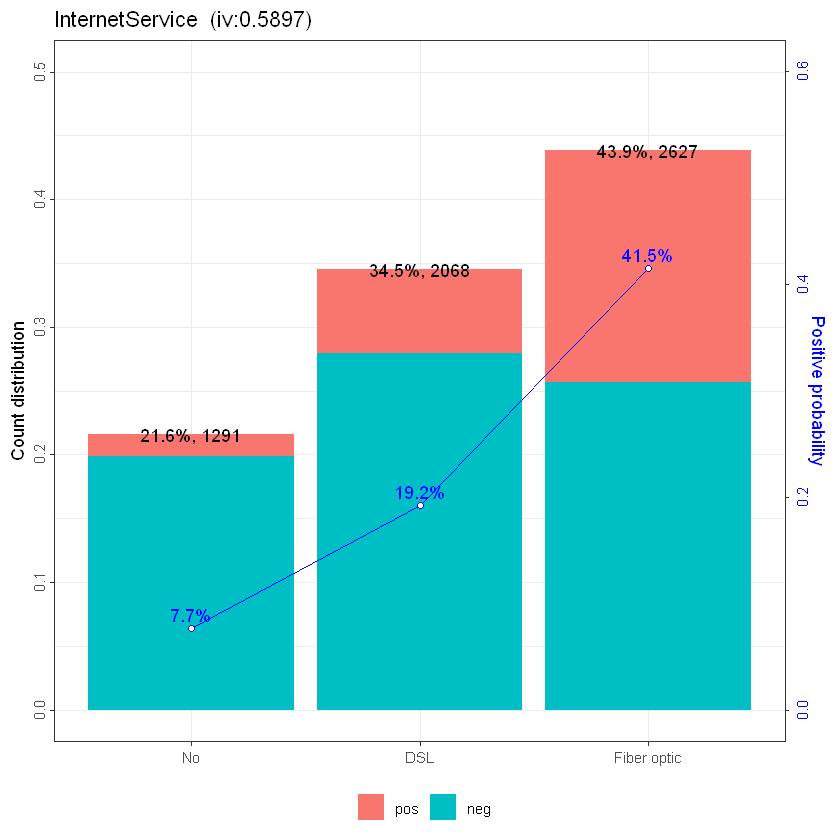 InternetService  (iv:0.5897)
0.5
0.4
0.3
0.2
0.1
0.0
Count distribution
21.6%, 1291
34.5%, 2068
43.9%, 2627
7.7%
19.2%
41.5%
0.6
0.4
0.2
0.0
Positive probability
No
DSL
Fiber optic
pos
neg